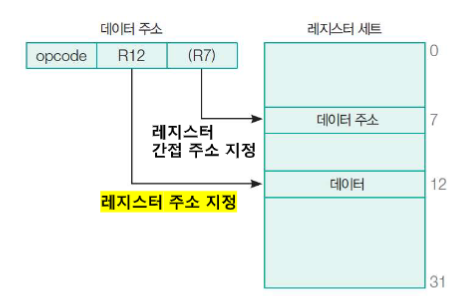 데이터 주소
레지스터 세트
opcode R12 (R7)
0
데이터 주소 7
레지스터
간접 주소 지정
데이터 12
레지스터 주소 지정
31